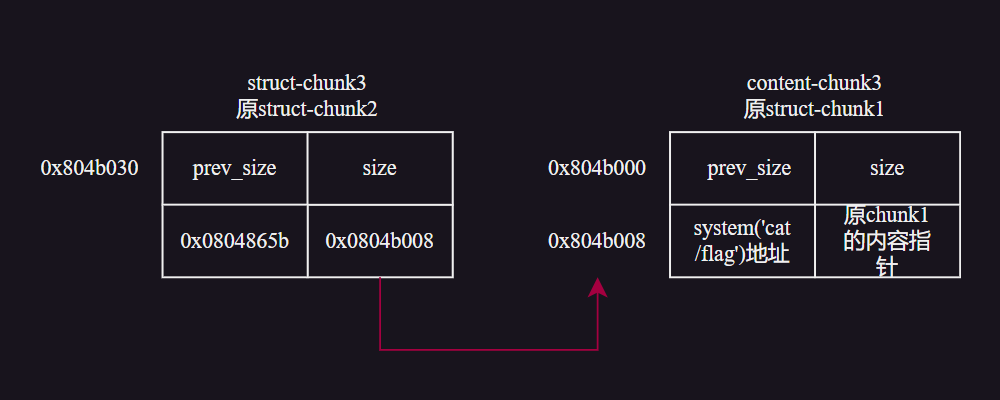 struct-chunk3
原struct-chunk2
0x804b030
prev_size
size
0x0804865b
0x0804b008
content-chunk3
原struct-chunk1
0x804b000
prev_size
size
0x804b008
system('cat
/flag')地址
原chunk1
的内容指
针